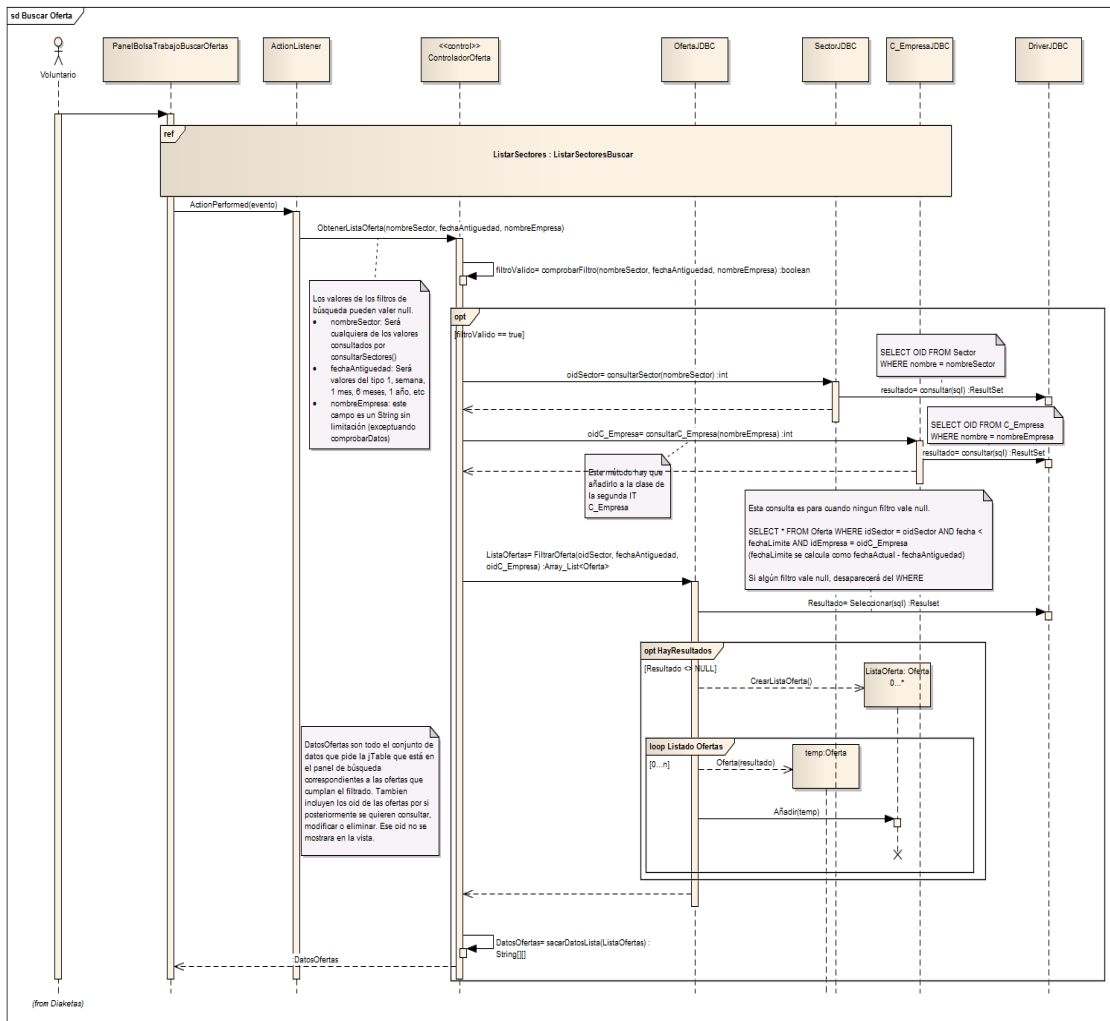 sd Buscar Oferta
Voluntario
PanelBolsaTrabajoBuscarOfertas
ActionListener
<<control>>
ControladorOferta
OfertaJDBC
SectorJDBC
C_EmpresaJDBC
DriverJDBC
ref
ListarSectores : ListarSectoresBuscar
ActionPerformed(evento)
ObtenerListaOferta(nombreSector, fechaAntiguedad, nombreEmpresa)
filtroValido= comprobarFiltro(nombreSector, fechaAntiguedad, nombreEmpresa) :boolean
Los valores de los filtros de
búsqueda pueden valer null.
• nombreSector: Será
cualquiera de los valores
consultados por
consultarSectores()
• fechaAntiguedad: Será
valores del tipo 1, semana,
1 mes, 6 meses, 1 año, etc
• nombreEmpresa: este
campo es un String sin
limitación (exceptuando
comprobarDatos)
opt
[filtroValido == true]
SELECT OID FROM Sector
WHERE nombre = nombreSector
oidSector= consultarSector(nombreSector) :int
resultado= consultar(sql) :ResultSet
SELECT OID FROM C_Empresa
WHERE nombre = nombreEmpresa
oidC_Empresa= consultarC_Empresa(nombreEmpresa) :int
resultado= consultar(sql) :ResultSet
Este método hay que
añadirlo a la clase de
la segunda IT
C_Empresa
Esta consulta es para cuando ningun filtro vale null.
SELECT * FROM Oferta WHERE idSector = oidSector AND fecha <
fechaLimite AND idEmpresa = oidC_Empresa
(fechaLimite se calcula como fechaActual - fechaAntiguedad)
Si algún filtro vale null, desaparecerá del WHERE
ListaOfertas= FiltrarOferta(oidSector, fechaAntiguedad,
oidC_Empresa) :Array_List<Oferta>
Resultado= Seleccionar(sql) :Resulset
opt HayResultados
[Resultado <> NULL]
CrearListaOferta()
ListaOferta: Oferta
0...*
loop Listado Ofertas
[0...n]
Oferta(resultado)
temp:Oferta
Añadir(temp)
DatosOfertas son todo el conjunto de
datos que pide la jTable que está en
el panel de búsqueda
correspondientes a las ofertas que
cumplan el filtrado. Tambien
incluyen los oid de las ofertas por si
posteriormente se quieren consultar,
modificar o eliminar. Ese oid no se
mostrara en la vista.
DatosOfertas= sacarDatosLista(ListaOfertas) :
String[][]
:DatosOfertas
(from Diaketas)